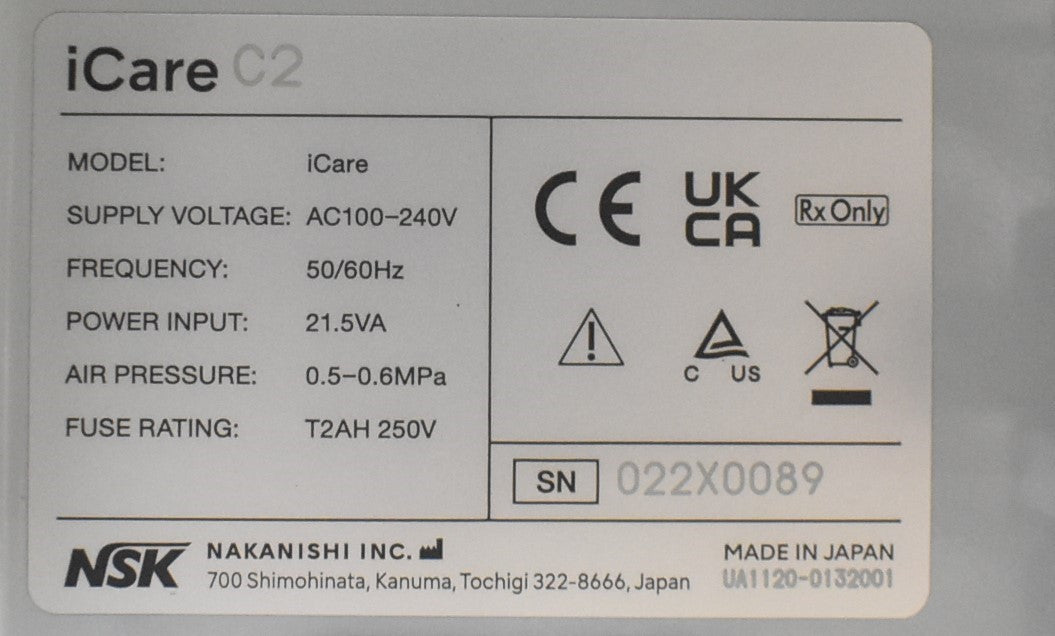 iCare C2
MODEL: iCare
SUPPLY VOLTAGE: AC100–240V
FREQUENCY: 50/60Hz
POWER INPUT: 21.5VA
AIR PRESSURE: 0.5–0.6MPa
FUSE RATING: T2AH 250V
CE UK CA Rx Only
C US
SN 022X0089
NSK NAKANISHI INC.
700 Shimohinata, Kanuma, Tochigi 322-8666, Japan
MADE IN JAPAN
UA1120-0132001